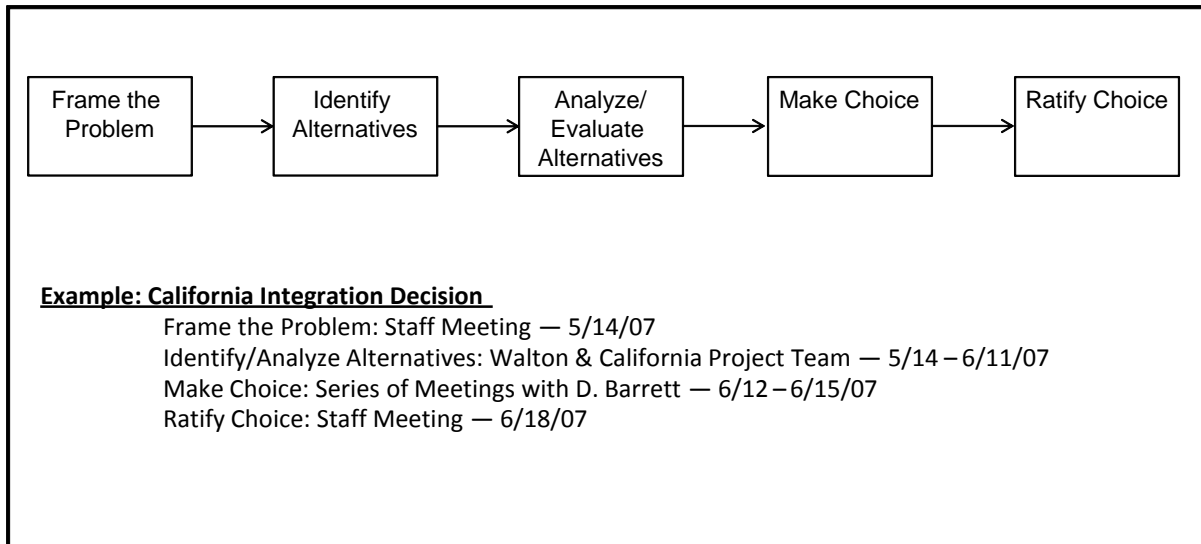 Frame the
Problem
Identify
Alternatives
Analyze/
Evaluate
Alternatives
Make Choice
Ratify Choice
Example: California Integration Decision
Frame the Problem: Staff Meeting — 5/14/07
Identify/Analyze Alternatives: Walton & California Project Team — 5/14 – 6/11/07
Make Choice: Series of Meetings with D. Barrett — 6/12 – 6/15/07
Ratify Choice: Staff Meeting — 6/18/07